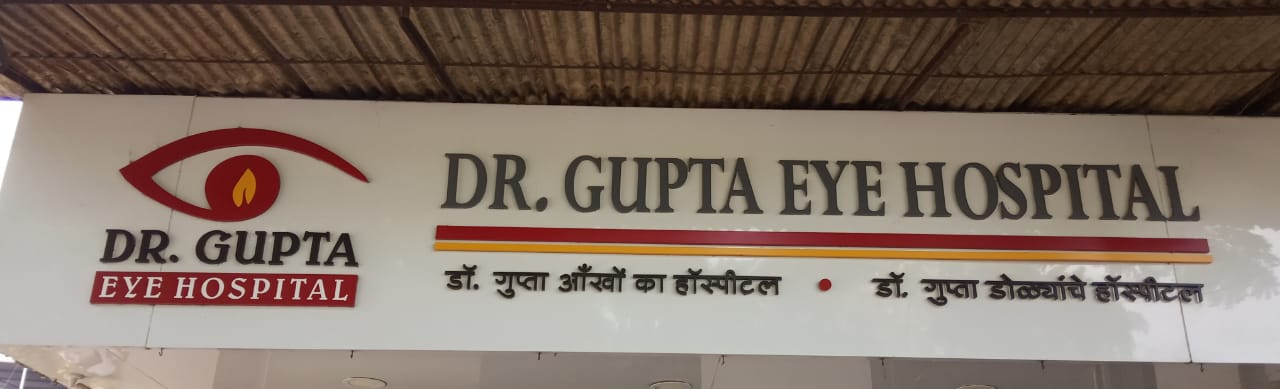 DR. GUPTA
EYE HOSPITAL
DR. GUPTA EYE HOSPITAL
डॉ. गुप्ता आँखों का हॉस्पीटल • डॉ. गुप्ता डोळ्यांचे हॉस्पीटल